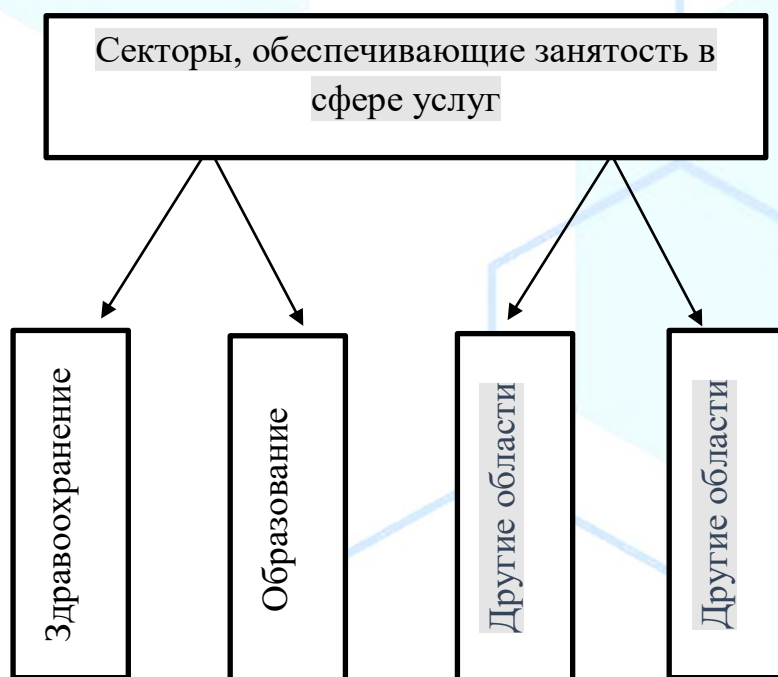 Секторы, обеспечивающие занятость в
сфере услуг
Здравоохранение
Образование
Другие области
Другие области